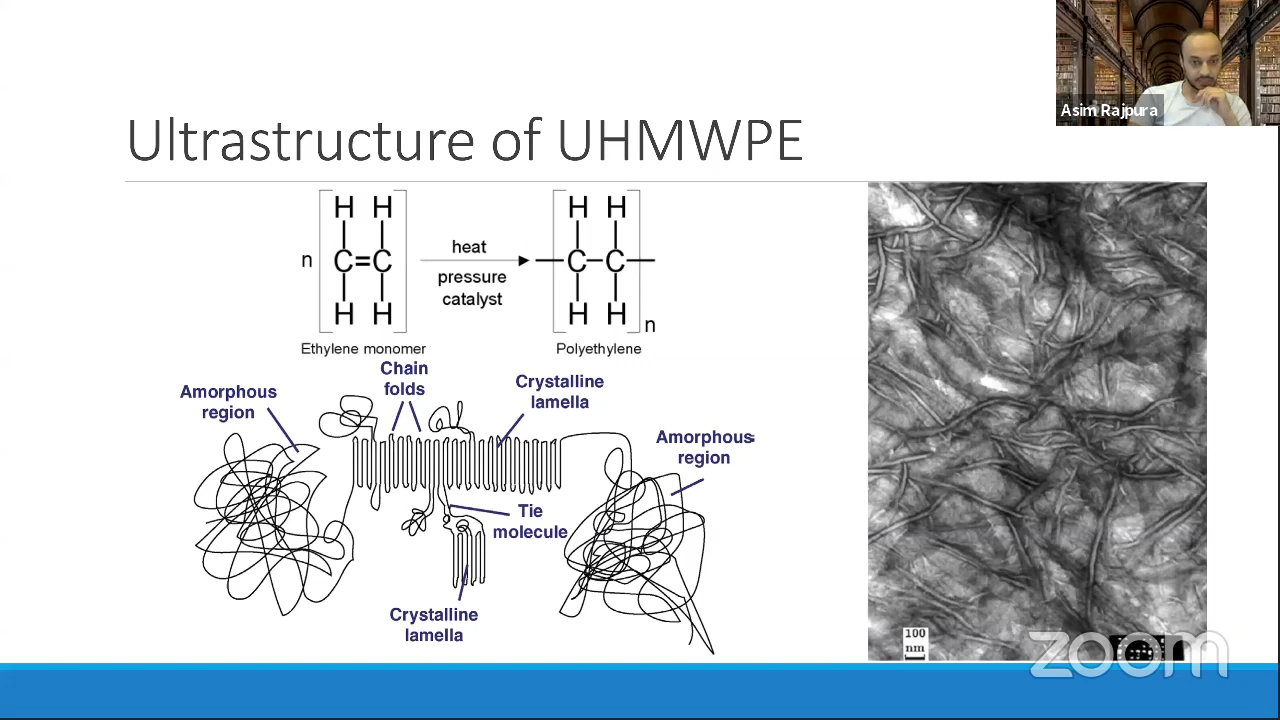 Asim Rajpura
Ultrastructure of UHMWPE
H H
H H
n
C=C
heat
C-C
pressure
catalyst
H H
H H
n
Ethylene monomer
Polyethylene
Chain
folds
Amorphous
region
Crystalline
lamella
Amorphous
region
Tie
molecule
Crystalline
lamella
100
nm
zoom